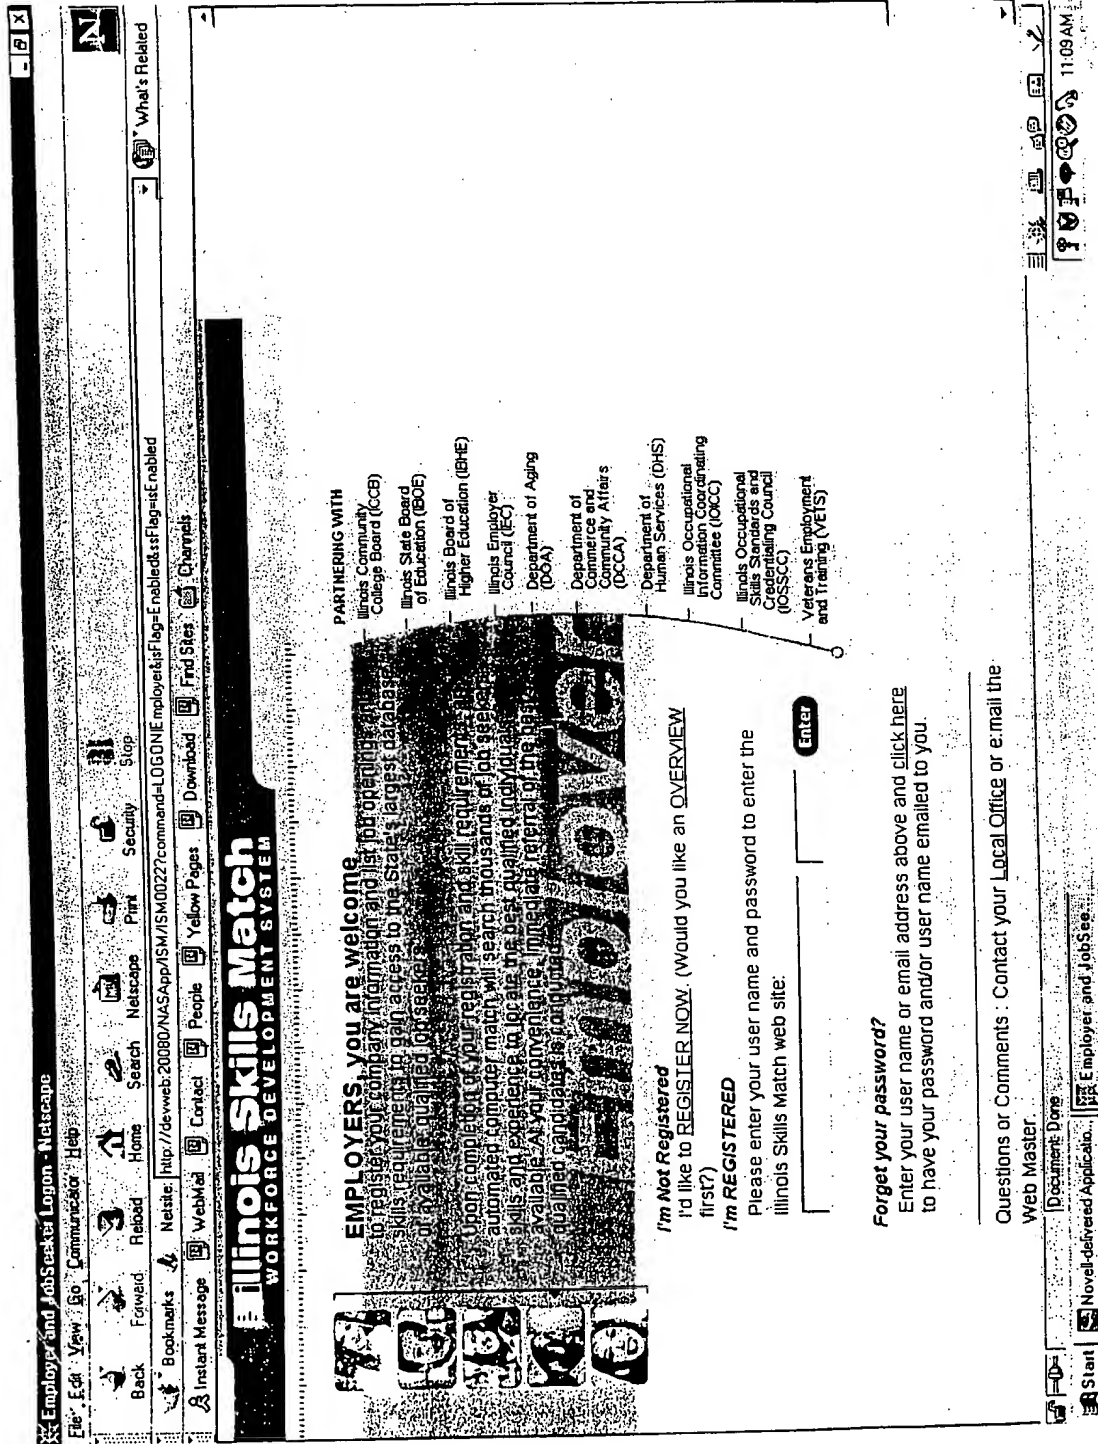 Employer and JobSeeker Logon - Netscape
File Edit View Go Communicator Help
Back Forward Reload Home Search Netscape Print Security Stop
N
Bookmarks Netsite: http://devweb:20080/NASApp/ISM/ISM0022?command=LOGONEmployer&jsFlag=Enabled&ssFlag=isEnabled What's Related
Instant Message WebMail Contact People Yellow Pages Download Find Sites Channels
Illinois Skills Match
WORKFORCE DEVELOPMENT SYSTEM
EMPLOYERS, you are welcome
to register your company information and list job openings and
skills requirements to gain access to the State's largest database
of available, qualified job seekers.
Upon completion of your registration and skill requirements, an
automated computer match will search thousands of job seeker
skills and experience to locate the best qualified individuals
available. At your convenience, immediate referral of the best
qualified candidates is conducted
Employer
PARTNERING WITH
Illinois Community
College Board (ICCB)
Illinois State Board
of Education (IBOE)
Illinois Board of
Higher Education (IBHE)
Illinois Employer
Council (IEC)
Department of Aging
(DOA)
Department of
Commerce and
Community Affairs
(DCCA)
Department of
Human Services (DHS)
Illinois Occupational
Information Coordinating
Committee (IOICC)
Illinois Occupational
Skills Standards and
Credentialing Council
(IOSSCC)
Veterans Employment
and Training (VETS)
I'm Not Registered
I'd like to REGISTER NOW. (Would you like an OVERVIEW
first?)
I'm REGISTERED
Please enter your user name and password to enter the
Illinois Skills Match web site:
Enter
Forget your password?
Enter your user name or email address above and click here
to have your password and/or user name emailed to you.
Questions or Comments : Contact your Local Office or e.mail the
Web Master.
Document: Done
Start Novell-delivered Applicatio... Employer and JobSee... 11:09 AM